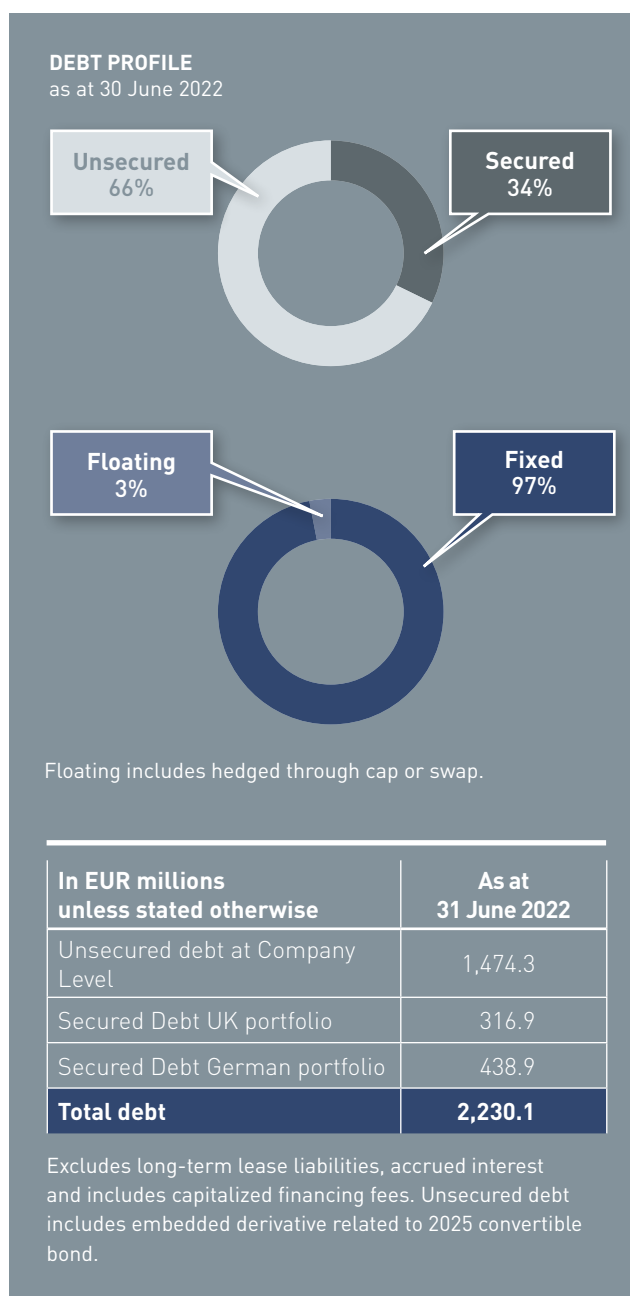 DEBT PROFILE
as at 30 June 2022
Unsecured
66%
Secured
34%
Floating
3%
Fixed
97%
Floating includes hedged through cap or swap.
In EUR millions
unless stated otherwise
As at
31 June 2022
Unsecured debt at Company
Level
1,474.3
Secured Debt UK portfolio
316.9
Secured Debt German portfolio
438.9
Total debt
2,230.1
Excludes long-term lease liabilities, accrued interest
and includes capitalized financing fees. Unsecured debt
includes embedded derivative related to 2025 convertible
bond.